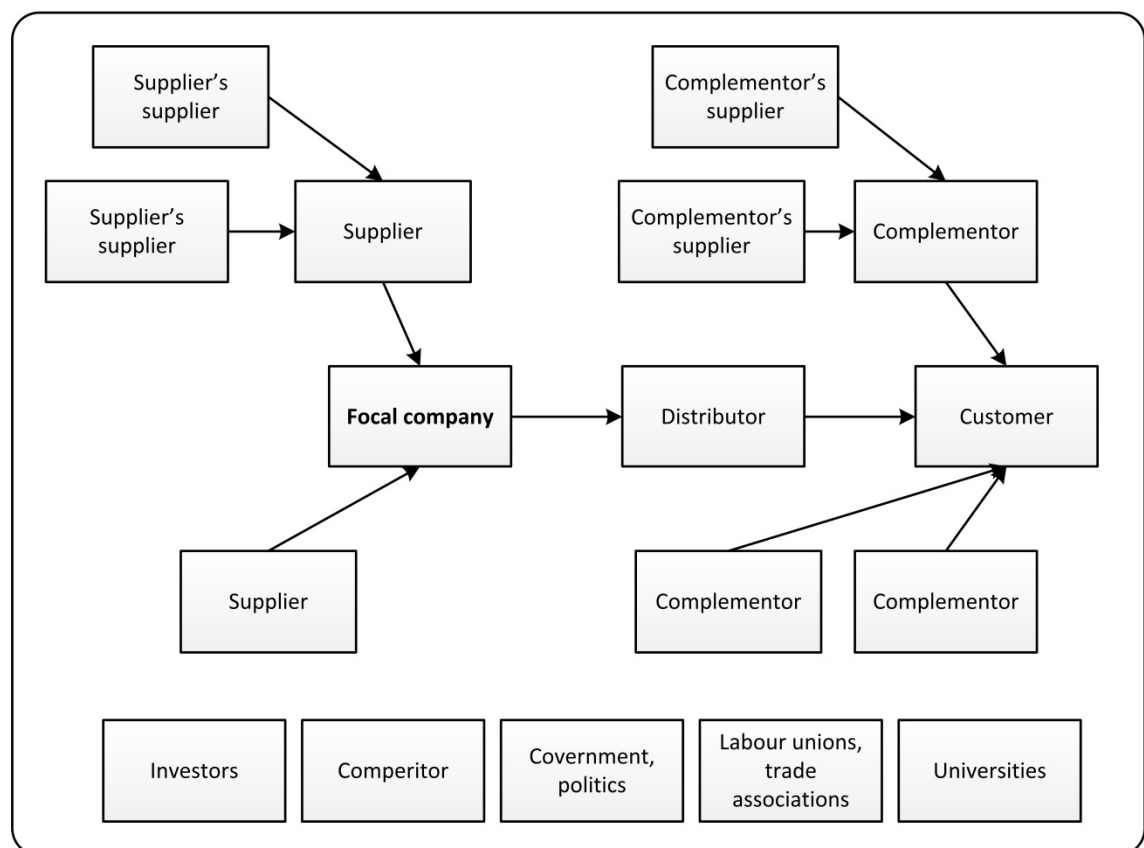 Supplier’s
supplier
Complementor’s
supplier
Supplier’s
supplier
Supplier
Complementor’s
supplier
Complementor
Focal company
Distributor
Customer
Supplier
Complementor
Complementor
Investors
Comperitor
Covernment,
politics
Labour unions,
trade
associations
Universities